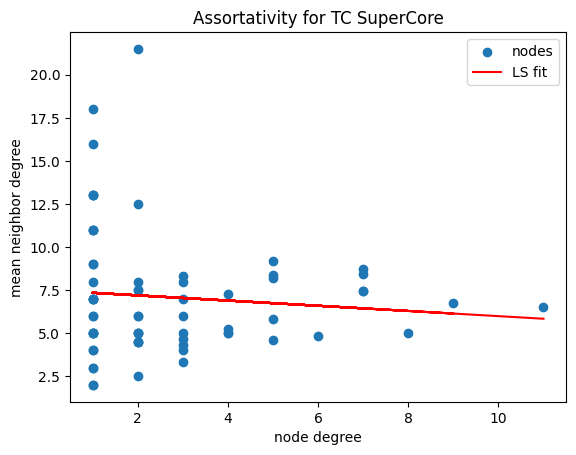 Assortativity for TC SuperCore
nodes
LS fit
mean neighbor degree
20.0
17.5
15.0
12.5
10.0
7.5
5.0
2.5
2 4 6 8 10
node degree